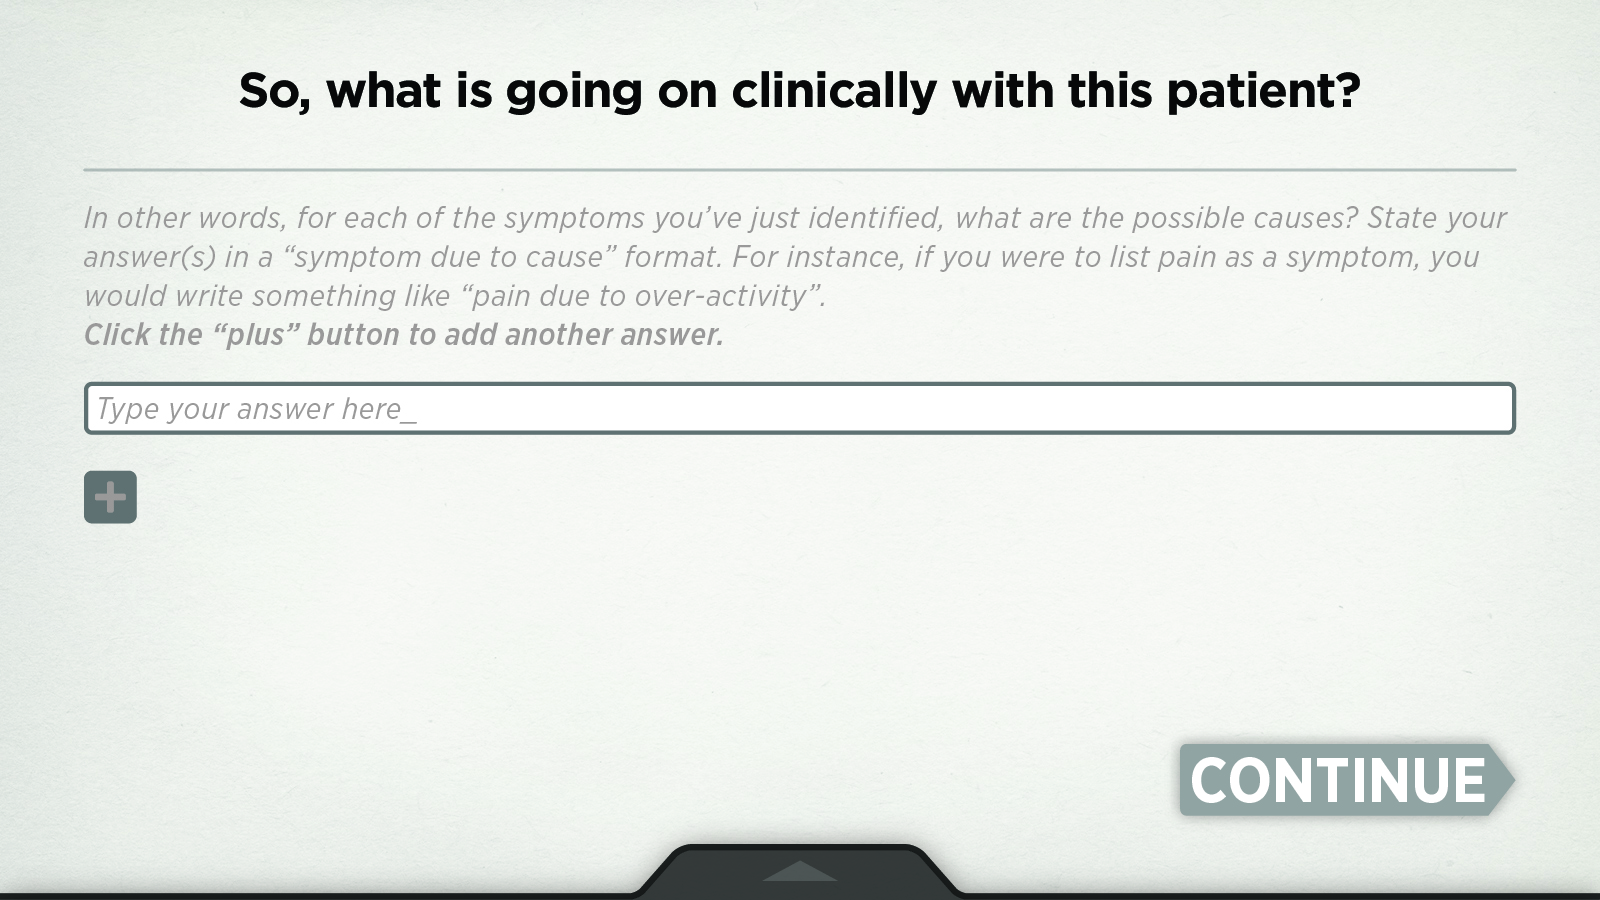 So, what is going on clinically with this patient?
In other words, for each of the symptoms you’ve just identified, what are the possible causes? State your
answer(s) in a “symptom due to cause” format. For instance, if you were to list pain as a symptom, you
would write something like “pain due to over-activity”.
Click the “plus” button to add another answer.
Type your answer here_
CONTINUE